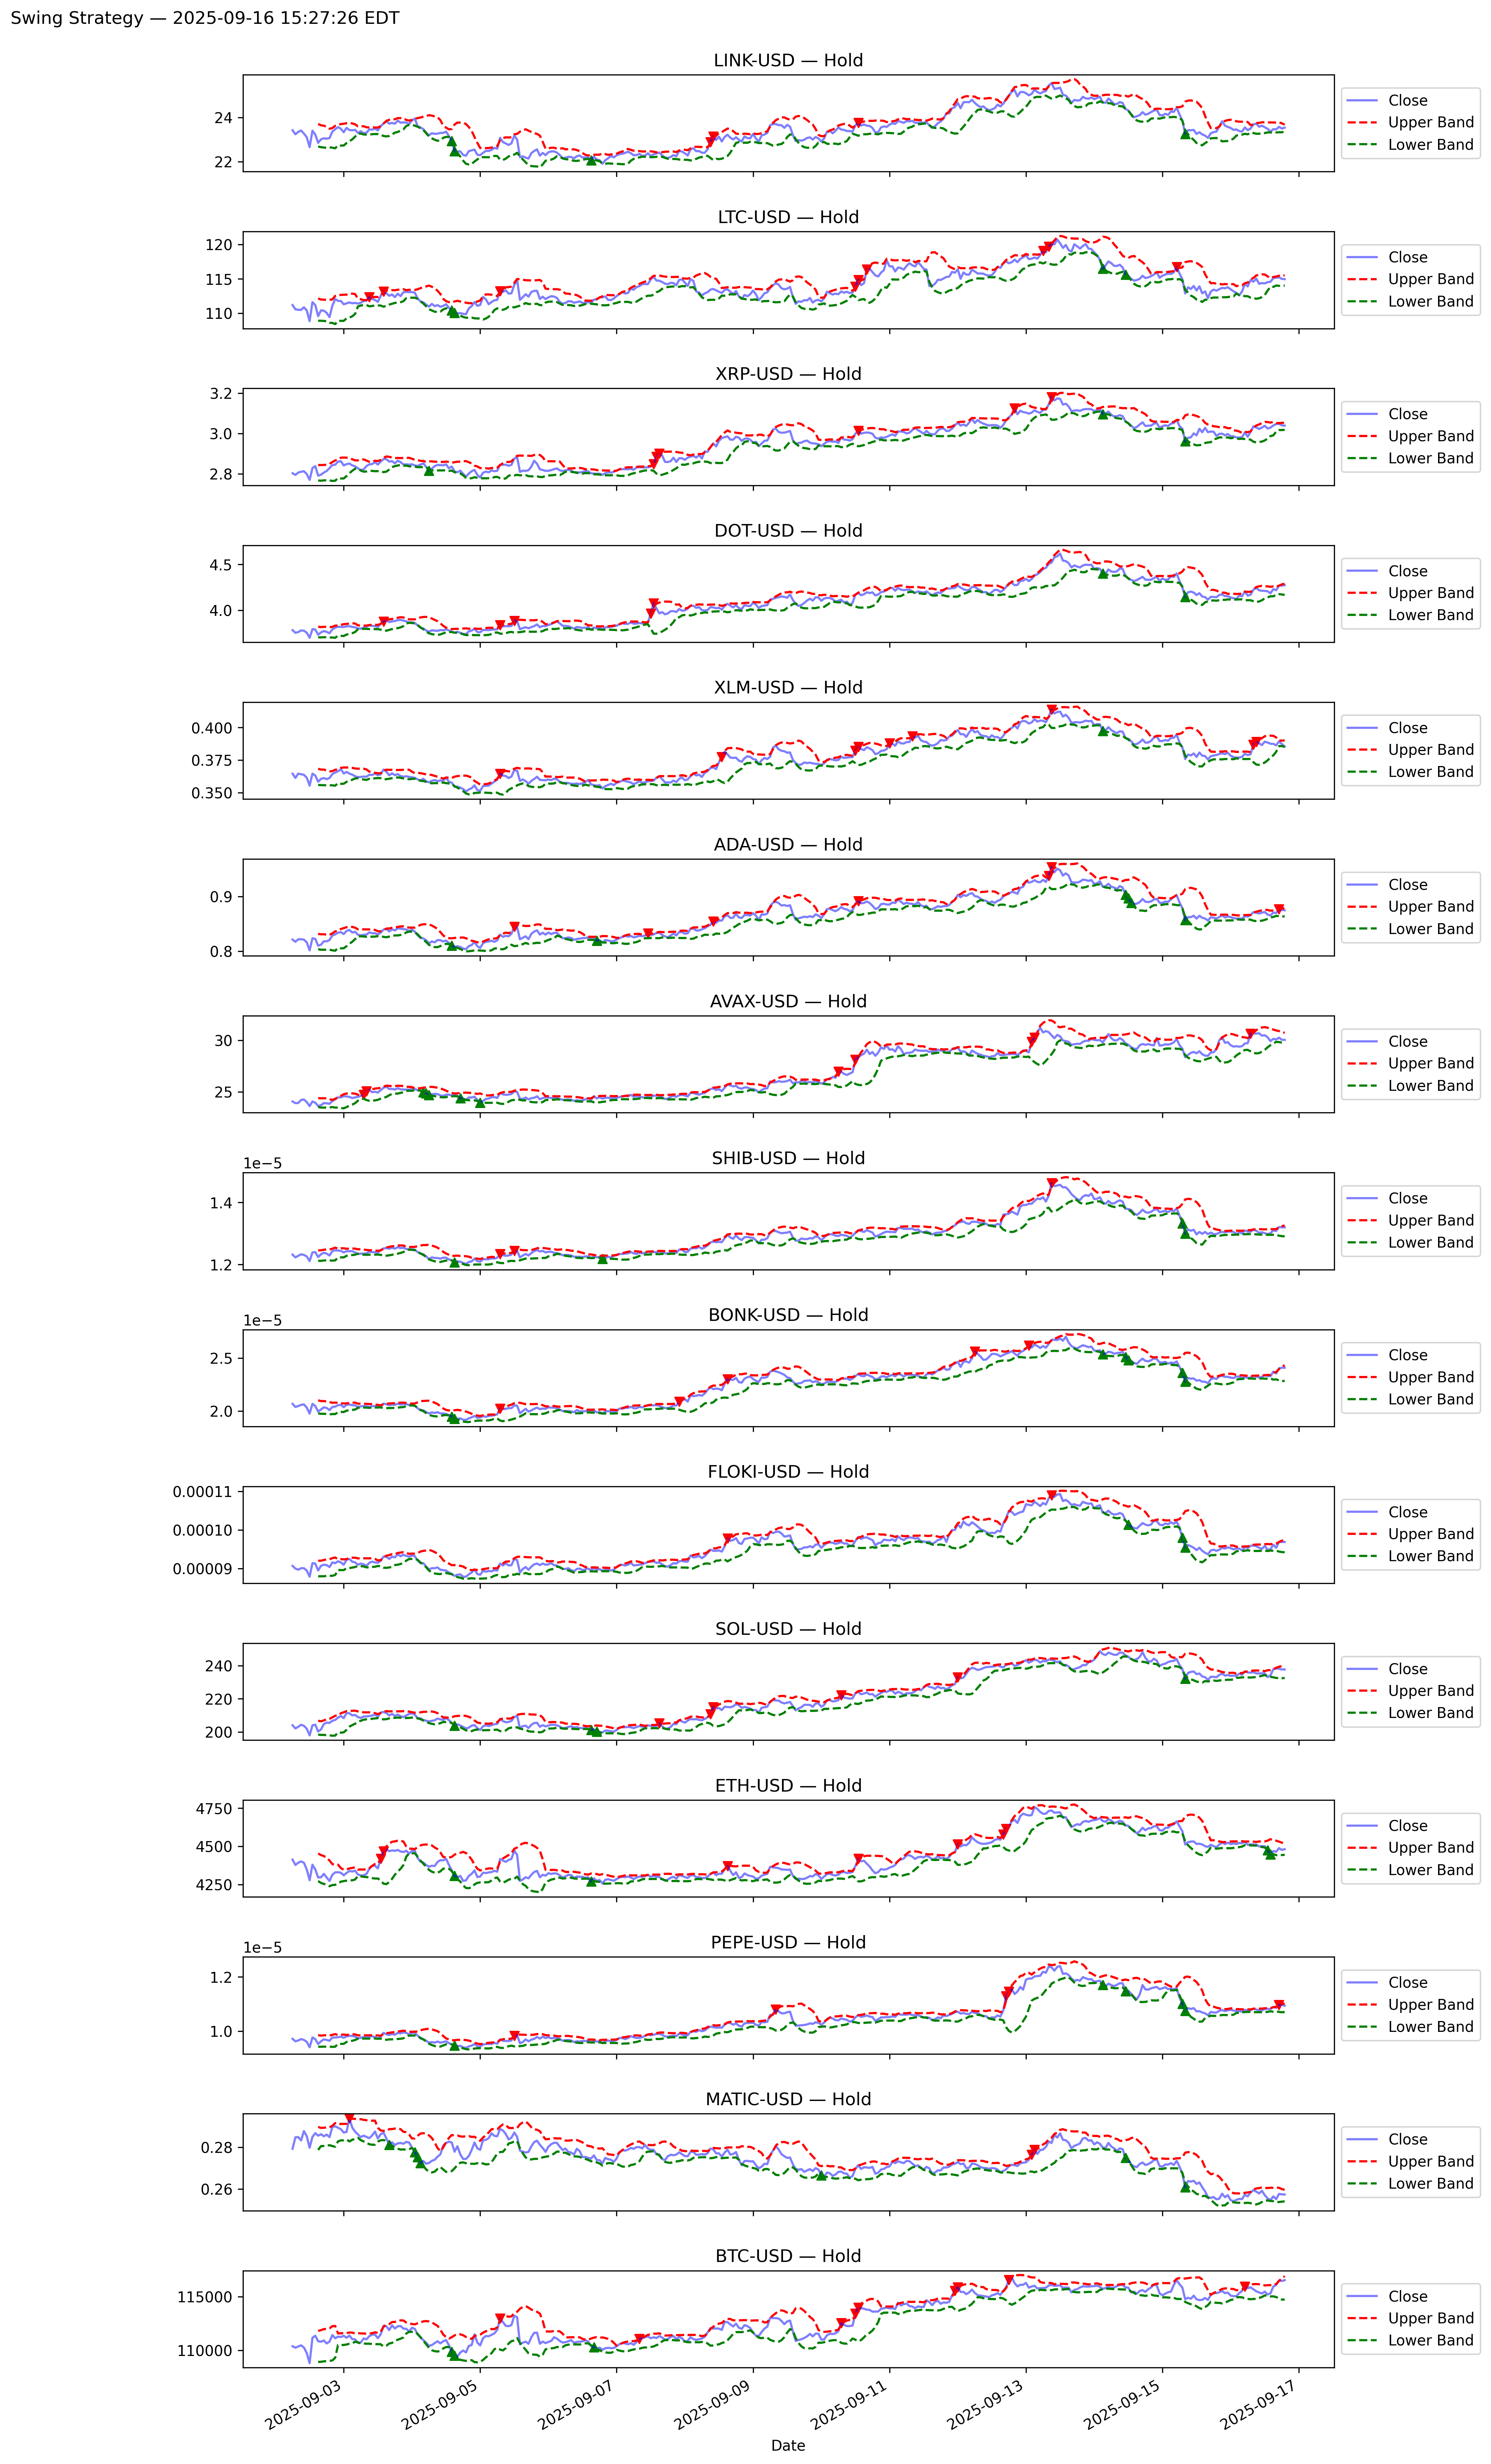 Swing Strategy — 2025-09-16 15:27:26 EDT
LINK-USD — Hold
24
22
Close
Upper Band
Lower Band
LTC-USD — Hold
120
115
110
Close
Upper Band
Lower Band
XRP-USD — Hold
3.2
3.0
2.8
Close
Upper Band
Lower Band
DOT-USD — Hold
4.5
4.0
Close
Upper Band
Lower Band
XLM-USD — Hold
0.400
0.375
0.350
Close
Upper Band
Lower Band
ADA-USD — Hold
0.9
0.8
Close
Upper Band
Lower Band
AVAX-USD — Hold
30
25
Close
Upper Band
Lower Band
SHIB-USD — Hold
1e−5
1.4
1.2
Close
Upper Band
Lower Band
BONK-USD — Hold
1e−5
2.5
2.0
Close
Upper Band
Lower Band
FLOKI-USD — Hold
0.00011
0.00010
0.00009
Close
Upper Band
Lower Band
SOL-USD — Hold
240
220
200
Close
Upper Band
Lower Band
ETH-USD — Hold
4750
4500
4250
Close
Upper Band
Lower Band
PEPE-USD — Hold
1e−5
1.2
1.0
Close
Upper Band
Lower Band
MATIC-USD — Hold
0.28
0.26
Close
Upper Band
Lower Band
BTC-USD — Hold
115000
110000
Close
Upper Band
Lower Band
2025-09-03
2025-09-05
2025-09-07
2025-09-09
2025-09-11
2025-09-13
2025-09-15
2025-09-17
Date